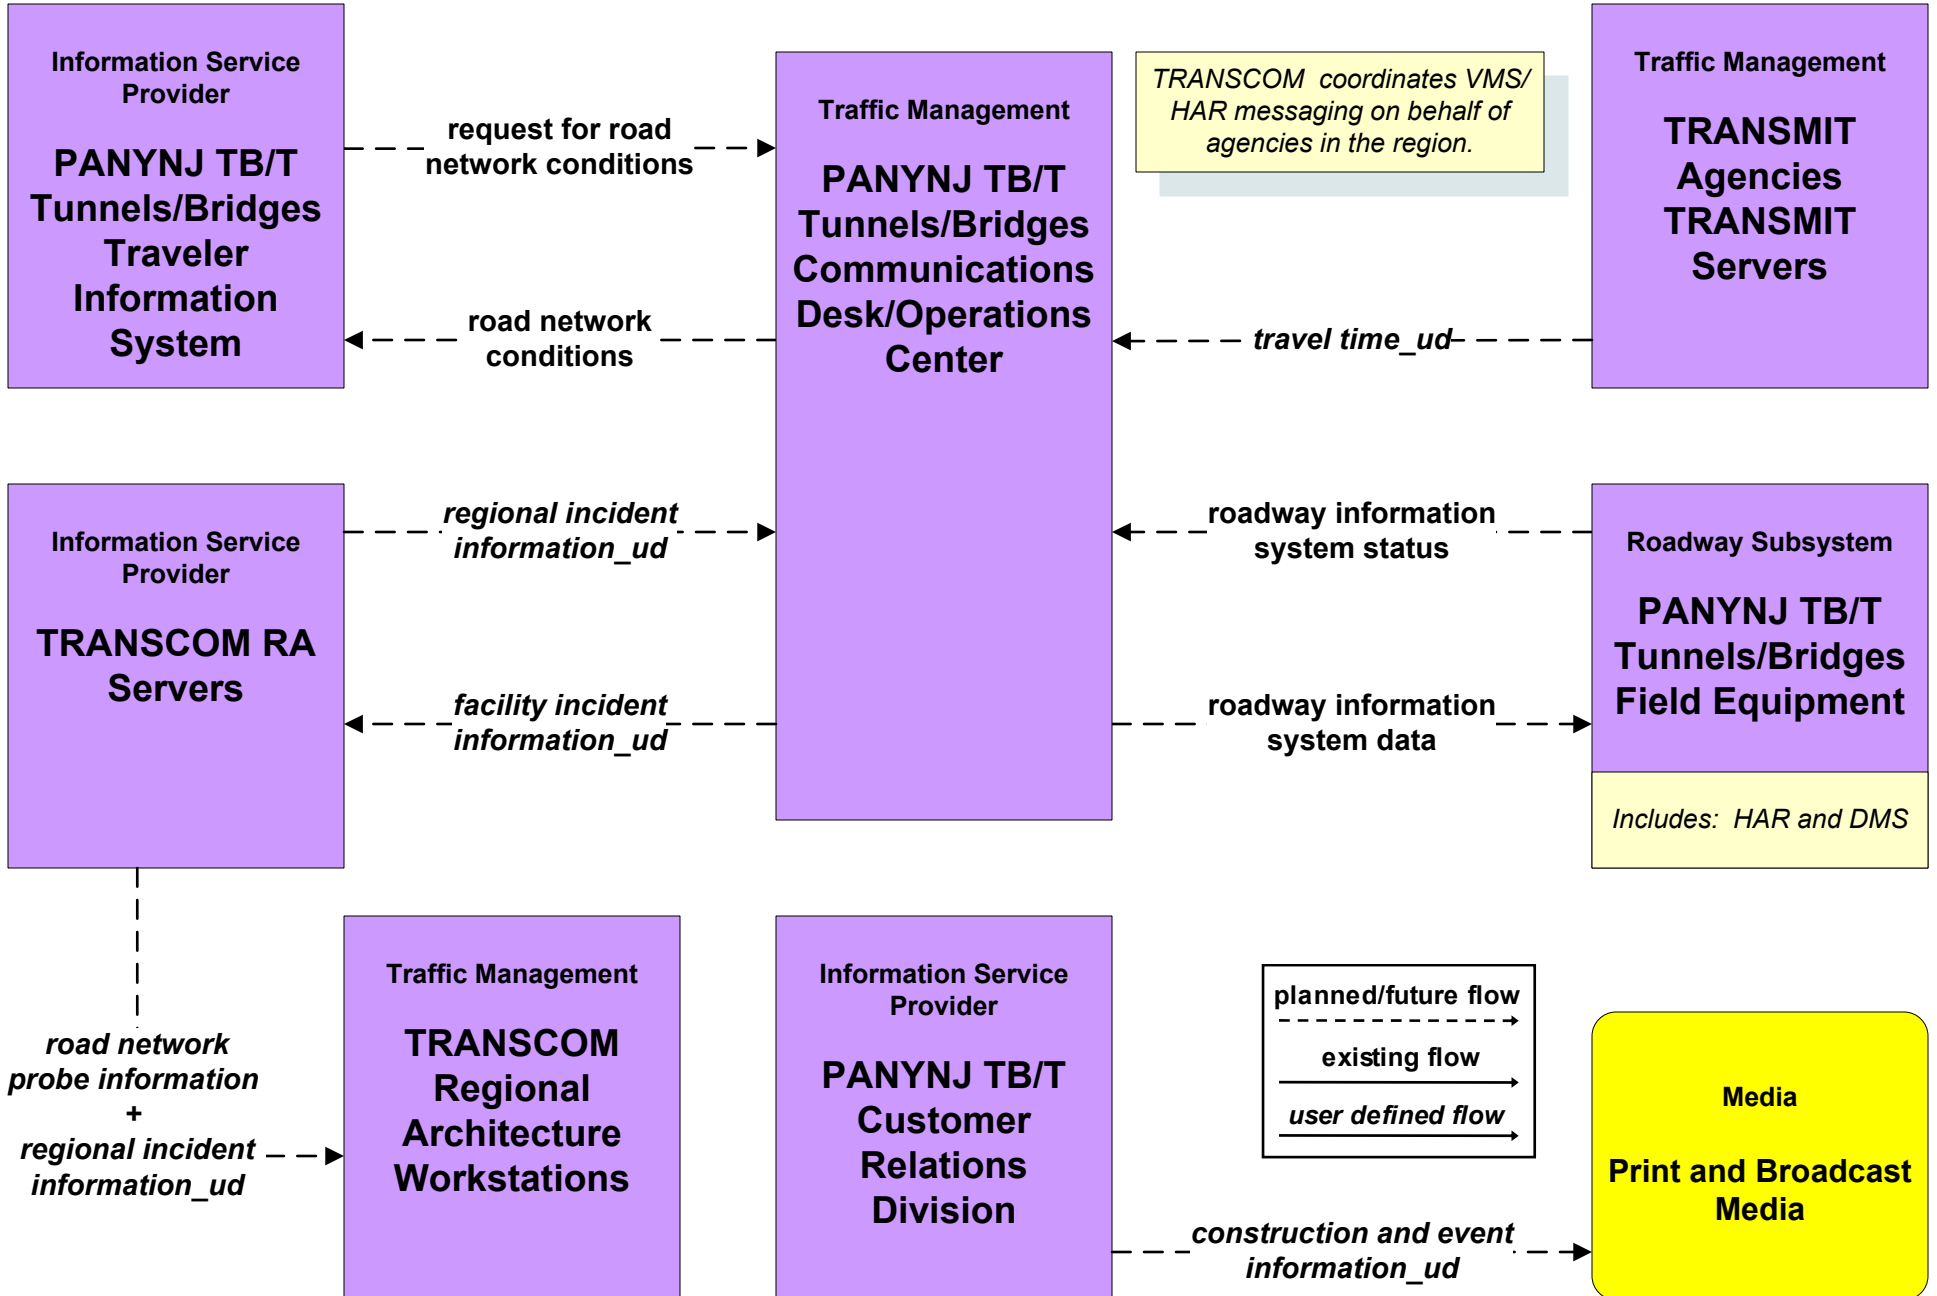 Information Service
Provider
PANYNJ TB/T
Tunnels/Bridges
Traveler
Information
System
request for road
network conditions
road network
conditions
Traffic Management
PANYNJ TB/T
Tunnels/Bridges
Communications
Desk/Operations
Center
TRANSCOM  coordinates VMS/
HAR messaging on behalf of
agencies in the region.
Traffic Management
TRANSMIT
Agencies
TRANSMIT
Servers
travel time_ud
Information Service
Provider
TRANSCOM RA
Servers
regional incident
information_ud
facility incident
information_ud
roadway information
system status
roadway information
system data
Roadway Subsystem
PANYNJ TB/T
Tunnels/Bridges
Field Equipment
Includes:  HAR and DMS
road network
probe information
+
regional incident
information_ud
Traffic Management
TRANSCOM
Regional
Architecture
Workstations
Information Service
Provider
PANYNJ TB/T
Customer
Relations
Division
planned/future flow
existing flow
user defined flow
construction and event
information_ud
Media
Print and Broadcast
Media